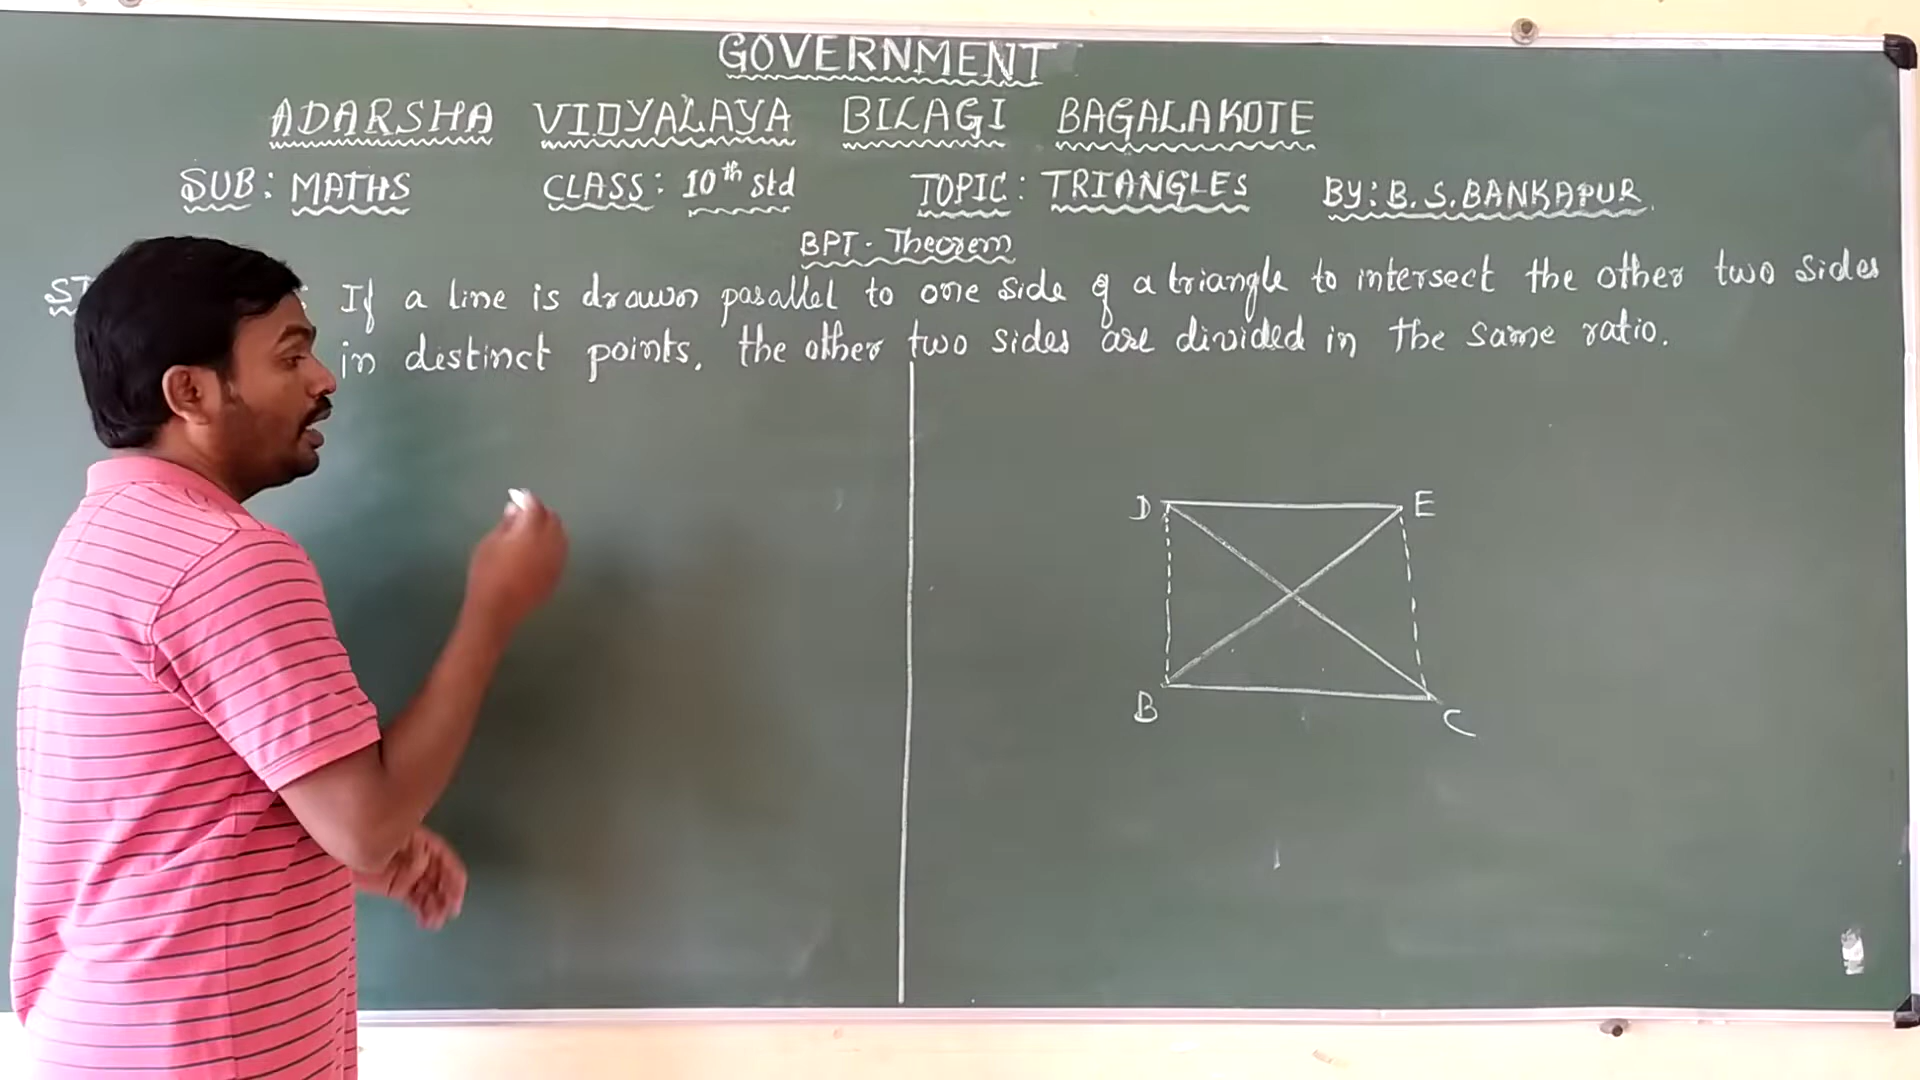 GOVERNMENT
ADARSHA VIDYALAYA BILAGI BAGALAKOTE
SUB: MATHS CLASS: 10th std TOPIC: TRIANGLES BY: B.S.BANKAPUR.
BPT- Theorem
ST : If a line is drawn parallel to one side of a triangle to intersect the other two sides
in distinct points, the other two sides are divided in the same ratio.
D E
B C